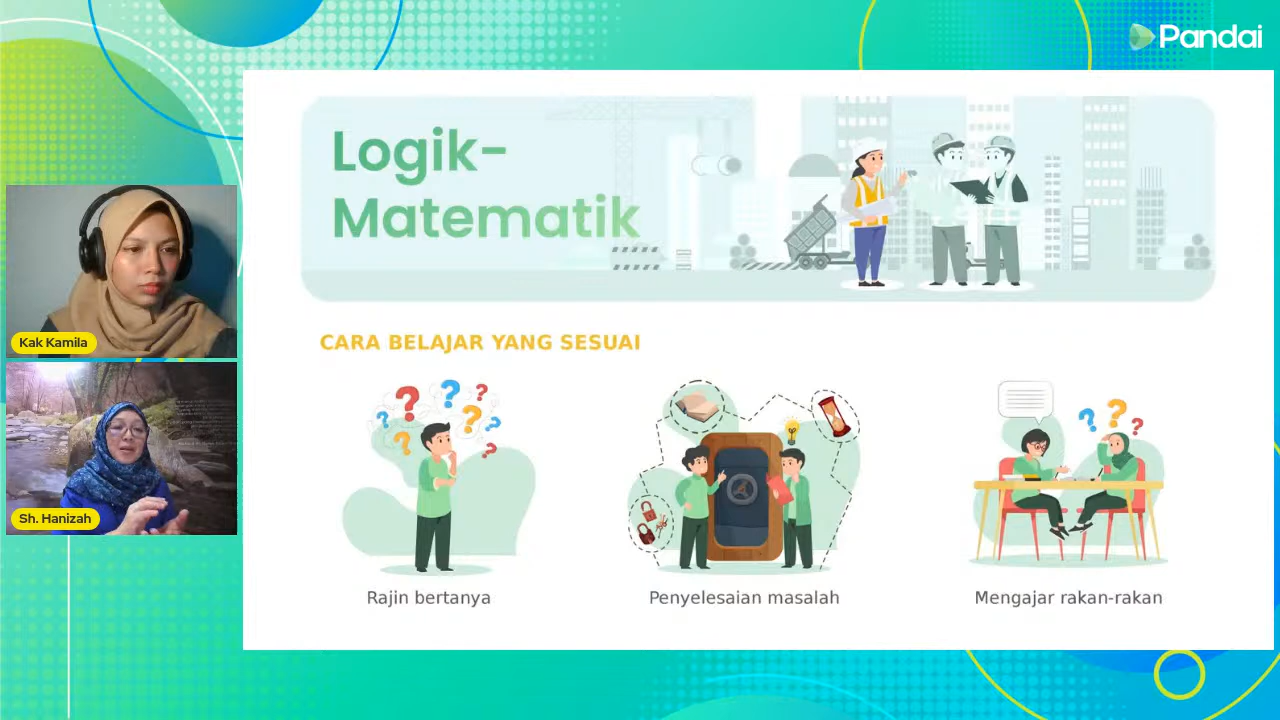 Pandai
Logik-
Matematik
CARA BELAJAR YANG SESUAI
Kak Kamila
Sh. Hanizah
Rajin bertanya
Penyelesaian masalah
Mengajar rakan-rakan